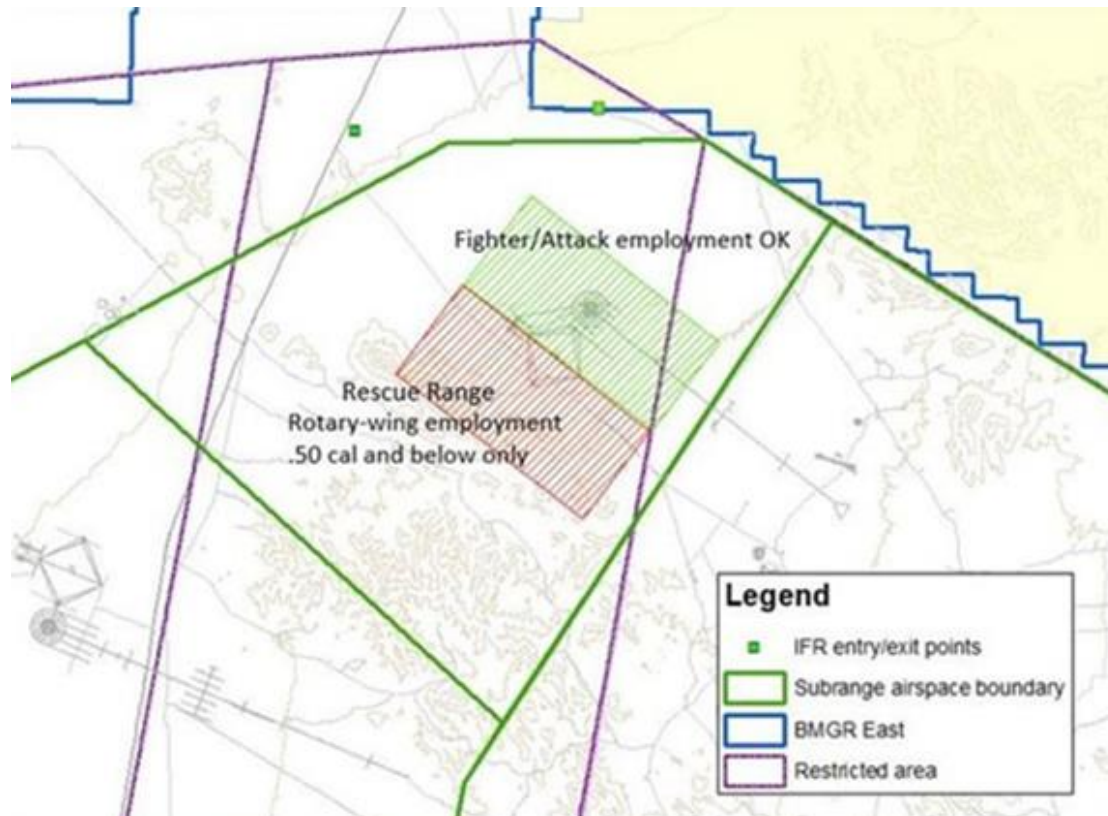 Fighter/Attack employment OK
Rescue Range
Rotary-wing employment
.50 cal and below only
Legend
IFR entry/exit points
Subrange airspace boundary
BMGR East
Restricted area